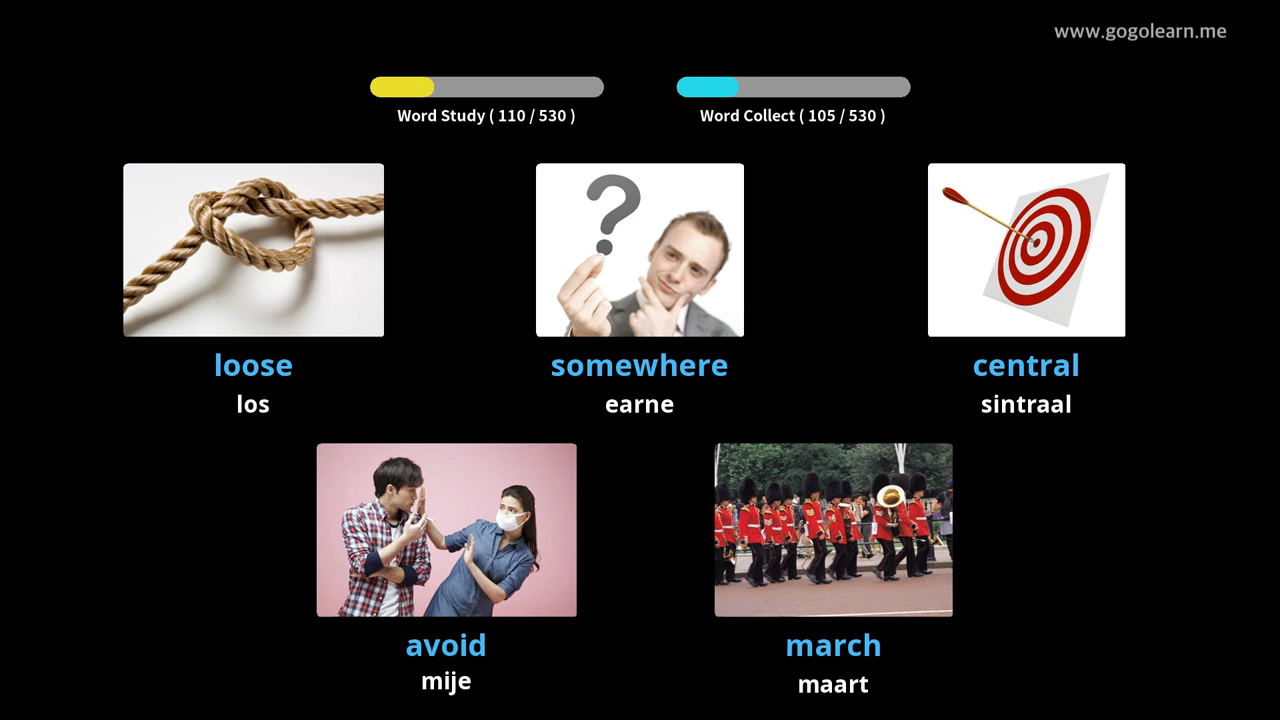 www.gogolearn.me
Word Study ( 110 / 530 )
Word Collect ( 105 / 530 )
loose
los
somewhere
earne
central
sintraal
avoid
mije
march
maart